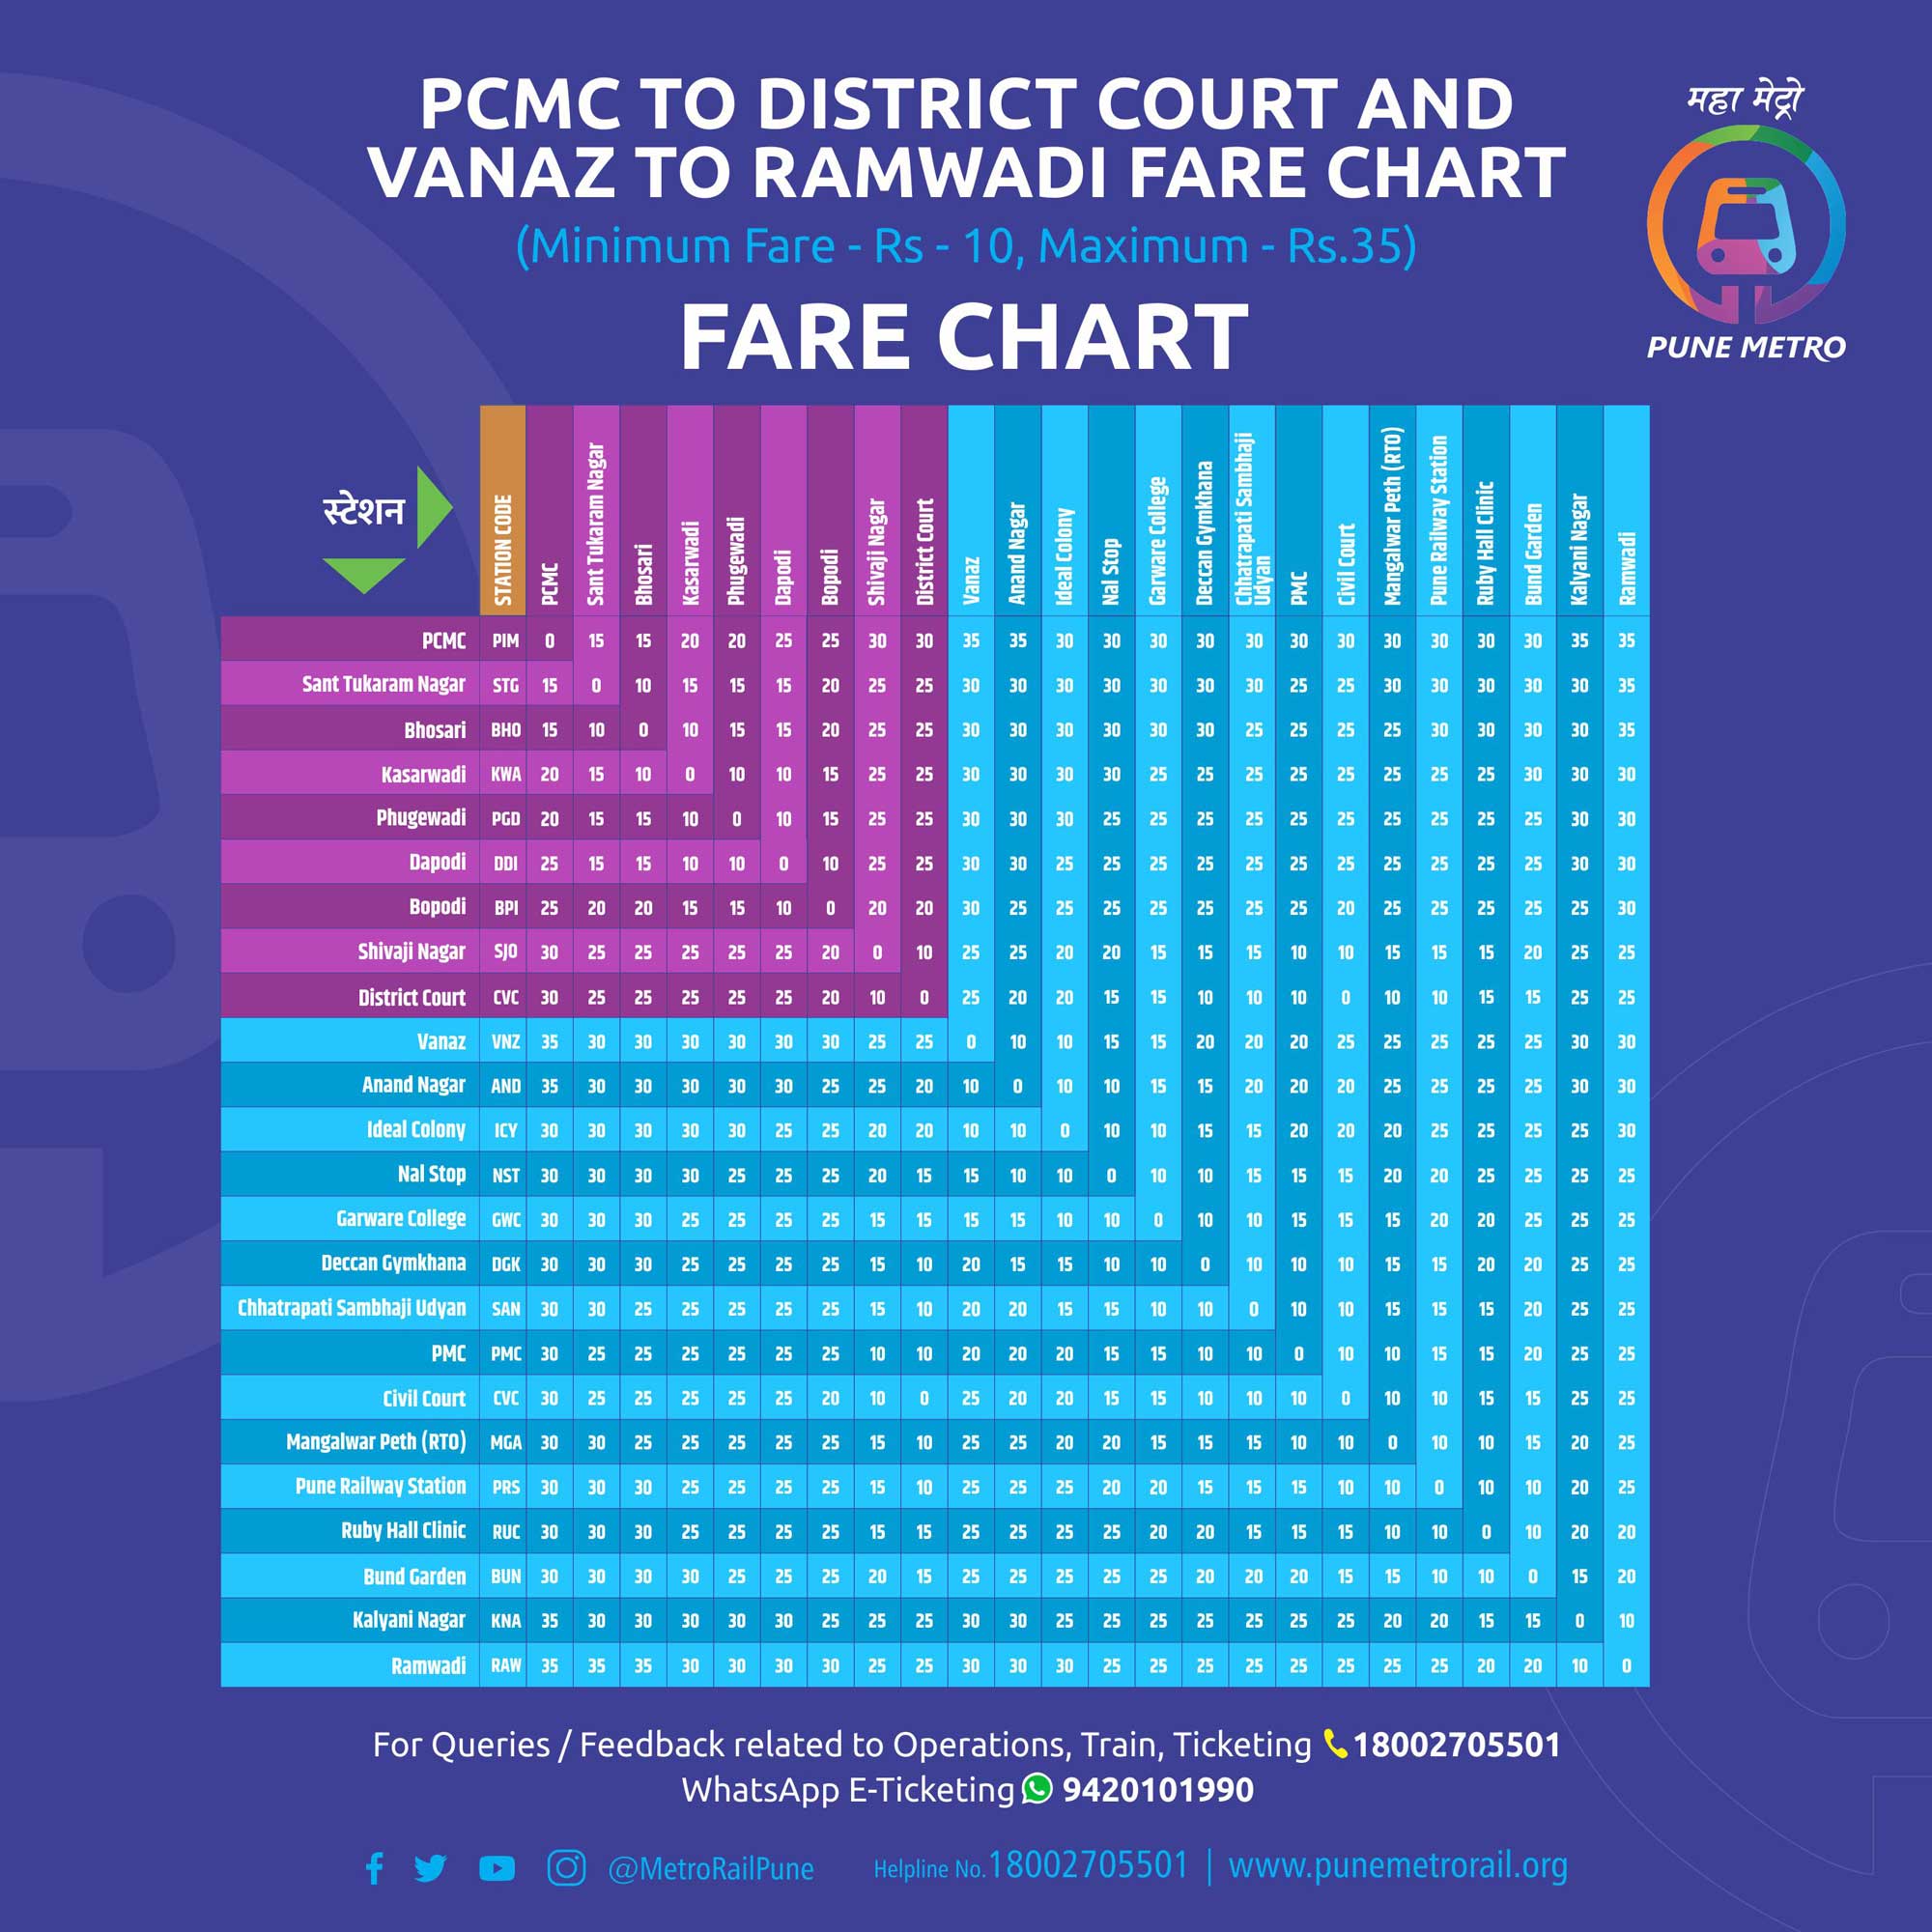 PCMC TO DISTRICT COURT AND
VANAZ TO RAMWADI FARE CHART
(Minimum Fare - Rs - 10, Maximum - Rs.35)
FARE CHART
महा मेट्रो
PUNE METRO
स्टेशन
STATION CODE PCMC Sant Tukaram Nagar Bhosari Kasarwadi Phugewadi Dapodi Bopodi Shivaji Nagar District Court Vanaz Anand Nagar Ideal Colony Nal Stop Garware College Deccan Gymkhana Chhatrapati Sambhaji Udyan PMC Civil Court Mangalwar Peth (RTO) Pune Railway Station Ruby Hall Clinic Bund Garden Kalyani Nagar Ramwadi
PCMC PIM 0 15 15 20 20 25 25 30 30 35 35 30 30 30 30 30 30 30 30 30 30 30 35 35
Sant Tukaram Nagar STG 15 0 10 15 15 15 20 25 25 30 30 30 30 30 30 30 25 25 30 30 30 30 30 35
Bhosari BHO 15 10 0 10 15 15 20 25 25 30 30 30 30 30 30 25 25 25 25 30 30 30 30 35
Kasarwadi KWA 20 15 10 0 10 10 15 25 25 30 30 30 30 25 25 25 25 25 25 25 25 30 30 30
Phugewadi PGD 20 15 15 10 0 10 15 25 25 30 30 30 25 25 25 25 25 25 25 25 25 25 30 30
Dapodi DDI 25 15 15 10 10 0 10 25 25 30 30 25 25 25 25 25 25 25 25 25 25 25 30 30
Bopodi BPI 25 20 20 15 15 10 0 20 20 30 25 25 25 25 25 25 25 20 25 25 25 25 25 30
Shivaji Nagar SJO 30 25 25 25 25 25 20 0 10 25 25 20 20 15 15 15 10 10 15 15 15 20 25 25
District Court CVC 30 25 25 25 25 25 20 10 0 25 20 20 15 15 10 10 10 0 10 10 15 15 25 25
Vanaz VNZ 35 30 30 30 30 30 30 25 25 0 10 10 15 15 20 20 20 25 25 25 25 25 30 30
Anand Nagar AND 35 30 30 30 30 30 25 25 20 10 0 10 10 15 15 20 20 20 25 25 25 25 30 30
Ideal Colony ICY 30 30 30 30 30 25 25 20 20 10 10 0 10 10 15 15 20 20 20 25 25 25 25 30
Nal Stop NST 30 30 30 30 25 25 25 20 15 15 10 10 0 10 10 15 15 15 20 20 25 25 25 25
Garware College GWC 30 30 30 25 25 25 25 15 15 15 15 10 10 0 10 10 15 15 15 20 20 25 25 25
Deccan Gymkhana DGK 30 30 30 25 25 25 25 15 10 20 15 15 10 10 0 10 10 10 15 15 20 20 25 25
Chhatrapati Sambhaji Udyan SAN 30 30 25 25 25 25 25 15 10 20 20 15 15 10 10 0 10 10 15 15 15 20 25 25
PMC PMC 30 25 25 25 25 25 25 10 10 20 20 20 15 15 10 10 0 10 10 15 15 20 25 25
Civil Court CVC 30 25 25 25 25 25 20 10 0 25 20 20 15 15 10 10 10 0 10 10 15 15 25 25
Mangalwar Peth (RTO) MGA 30 30 25 25 25 25 25 15 10 25 25 20 20 15 15 15 10 10 0 10 10 15 20 25
Pune Railway Station PRS 30 30 30 25 25 25 25 15 10 25 25 25 20 20 15 15 15 10 10 0 10 10 20 25
Ruby Hall Clinic RUC 30 30 30 25 25 25 25 15 15 25 25 25 25 20 20 15 15 15 10 10 0 10 20 20
Bund Garden BUN 30 30 30 30 25 25 25 20 15 25 25 25 25 25 20 20 20 15 15 10 10 0 15 20
Kalyani Nagar KNA 35 30 30 30 30 30 25 25 25 30 30 25 25 25 25 25 25 25 20 20 15 15 0 10
Ramwadi RAW 35 35 35 30 30 30 30 25 25 30 30 30 25 25 25 25 25 25 25 25 20 20 10 0
For Queries / Feedback related to Operations, Train, Ticketing 18002705501
WhatsApp E-Ticketing 9420101990
@MetroRailPune Helpline No.18002705501 | www.punemetrorail.org